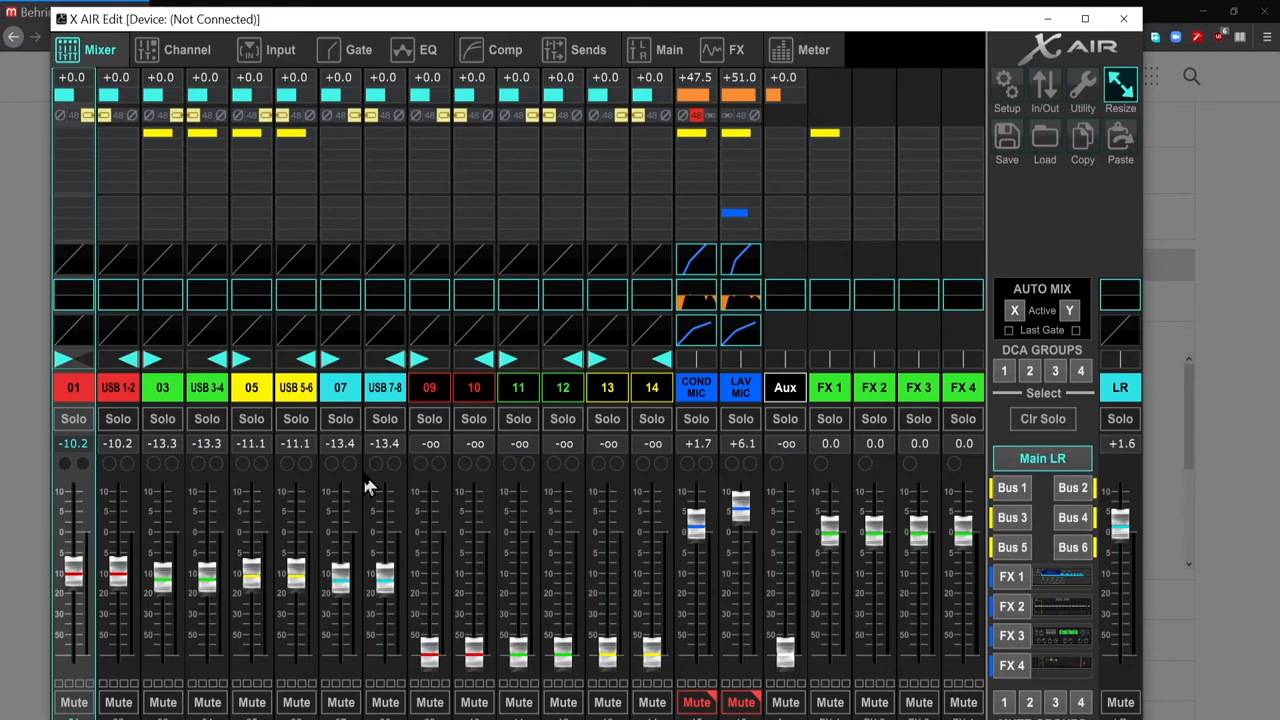 Behrin
X AIR Edit [Device: (Not Connected)]
Mixer Channel Input Gate EQ Comp Sends Main FX Meter
X AIR
+0.0 +0.0 +0.0 +0.0 +0.0 +0.0 +0.0 +0.0 +0.0 +0.0 +0.0 +0.0 +0.0 +0.0 +47.5 +51.0 +0.0
Setup In/Out Utility Resize
Save Load Copy Paste
AUTO MIX
X Active Y
Last Gate
DCA GROUPS
1 2 3 4
Select
01 USB 1-2 03 USB 3-4 05 USB 5-6 07 USB 7-8 09 10 11 12 13 14 COND MIC LAV MIC Aux FX 1 FX 2 FX 3 FX 4 LR
Solo Solo Solo Solo Solo Solo Solo Solo Solo Solo Solo Solo Solo Solo Solo Solo Solo Solo Solo Solo Solo Clr Solo Solo
-10.2 -10.2 -13.3 -13.3 -11.1 -11.1 -13.4 -13.4 -oo -oo -oo -oo -oo -oo +1.7 +6.1 -oo 0.0 0.0 0.0 0.0 +1.6
Main LR
Bus 1 Bus 2
Bus 3 Bus 4
Bus 5 Bus 6
FX 1
FX 2
FX 3
FX 4
Mute Mute Mute Mute Mute Mute Mute Mute Mute Mute Mute Mute Mute Mute Mute Mute Mute Mute Mute Mute Mute 1 2 3 4 Mute